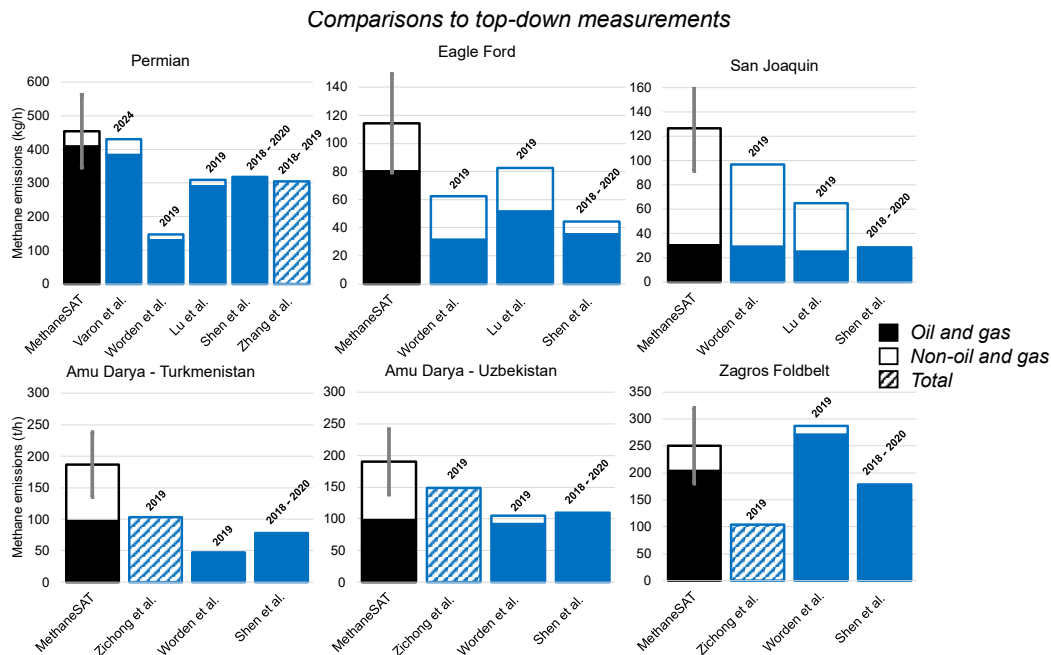 Comparisons to top-down measurements
Permian
Methane emissions (kg/h)
600
500
400
300
200
100
0
2024
2019
2019
2018 - 2020
2018- 2019
MethaneSAT
Varon et al.
Worden et al.
Lu et al.
Shen et al.
Zhang et al.
Eagle Ford
140
120
100
80
60
40
20
0
2019
2019
2018 - 2020
MethaneSAT
Worden et al.
Lu et al.
Shen et al.
San Joaquin
160
140
120
100
80
60
40
20
0
2019
2019
2018 - 2020
MethaneSAT
Worden et al.
Lu et al.
Shen et al.
Oil and gas
Non-oil and gas
Total
Amu Darya - Turkmenistan
Methane emissions (t/h)
300
250
200
150
100
50
0
2019
2019
2018 - 2020
MethaneSAT
Zichong et al.
Worden et al.
Shen et al.
Amu Darya - Uzbekistan
300
250
200
150
100
50
0
2019
2019
2018 - 2020
MethaneSAT
Zichong et al.
Worden et al.
Shen et al.
Zagros Foldbelt
350
300
250
200
150
100
50
0
2019
2019
2018 - 2020
MethaneSAT
Zichong et al.
Worden et al.
Shen et al.